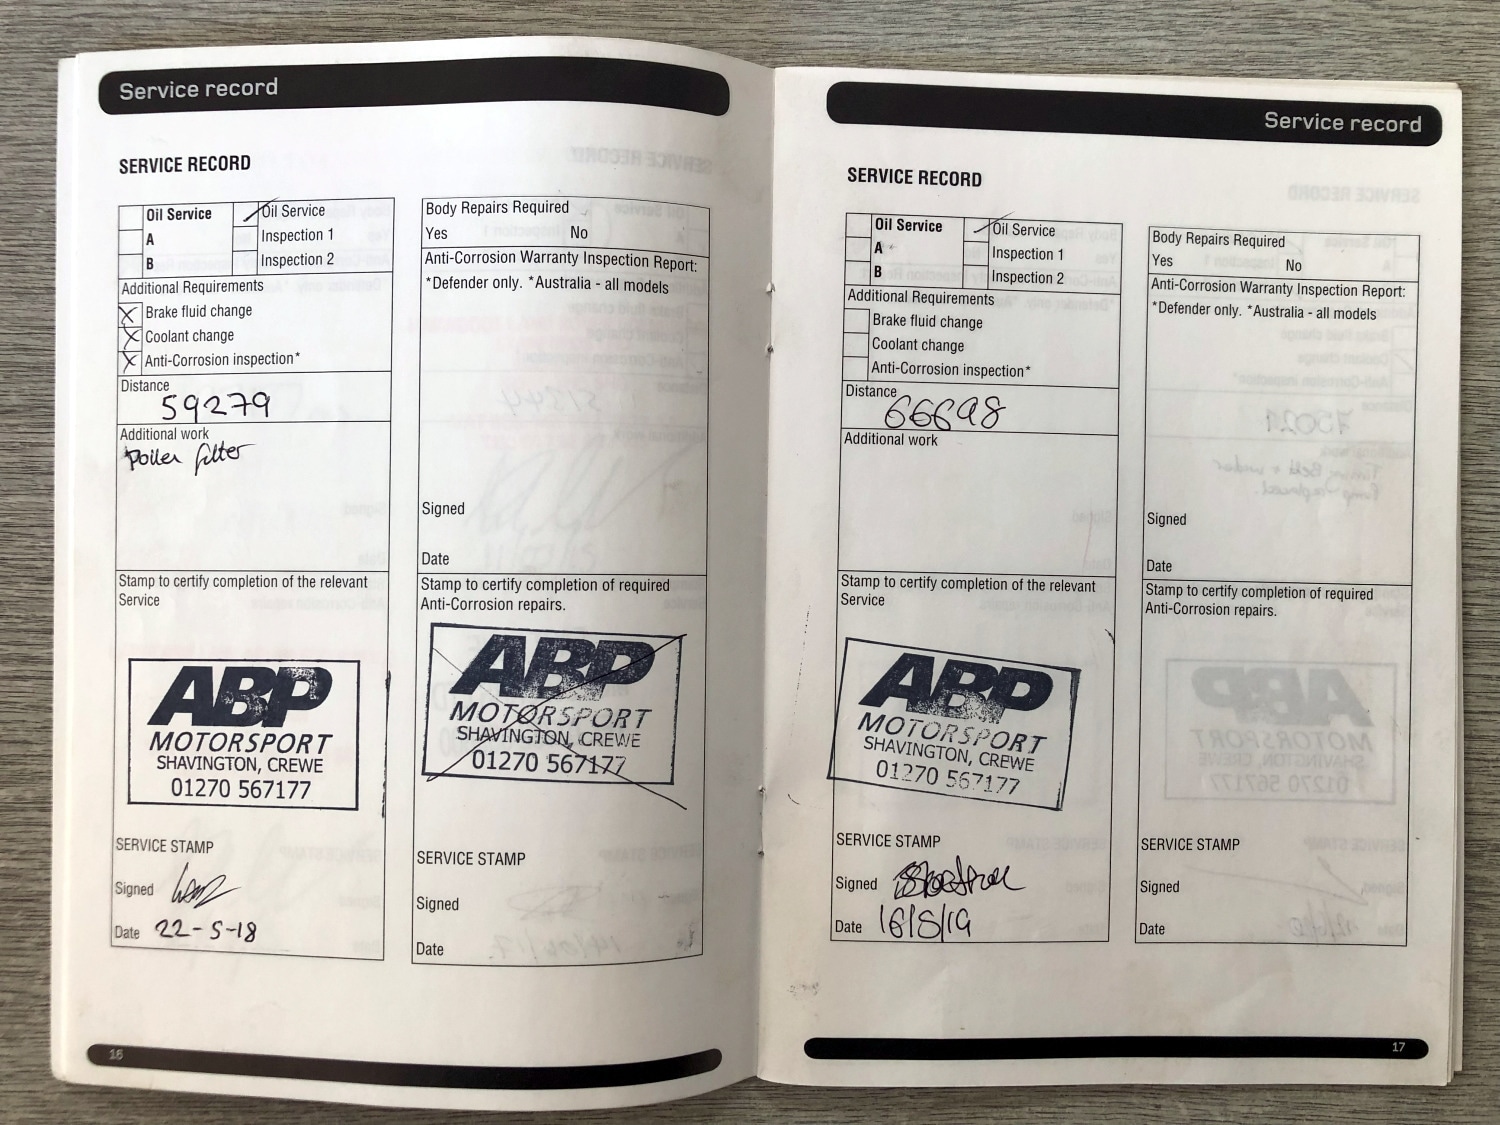 Service record
SERVICE RECORD
Oil Service
Oil Service
A
Inspection 1
B
Inspection 2
Additional Requirements
Brake fluid change
Coolant change
Anti-Corrosion inspection*
Distance
59279
Additional work
Pollen filter
Stamp to certify completion of the relevant
Service
ABP
MOTORSPORT
SHAVINGTON, CREWE
01270 567177
SERVICE STAMP
Signed
Date 22-5-18
Body Repairs Required
Yes No
Anti-Corrosion Warranty Inspection Report:
*Defender only. *Australia - all models
Signed
Date
Stamp to certify completion of required
Anti-Corrosion repairs.
ABP
MOTORSPORT
SHAVINGTON, CREWE
01270 567177
SERVICE STAMP
Signed
Date
16
Service record
SERVICE RECORD
Oil Service
Oil Service
A
Inspection 1
B
Inspection 2
Additional Requirements
Brake fluid change
Coolant change
Anti-Corrosion inspection*
Distance
66698
Additional work
Stamp to certify completion of the relevant
Service
ABP
MOTORSPORT
SHAVINGTON, CREWE
01270 567177
SERVICE STAMP
Signed
Date 16/5/19
Body Repairs Required
Yes No
Anti-Corrosion Warranty Inspection Report:
*Defender only. *Australia - all models
Signed
Date
Stamp to certify completion of required
Anti-Corrosion repairs.
SERVICE STAMP
Signed
Date
17